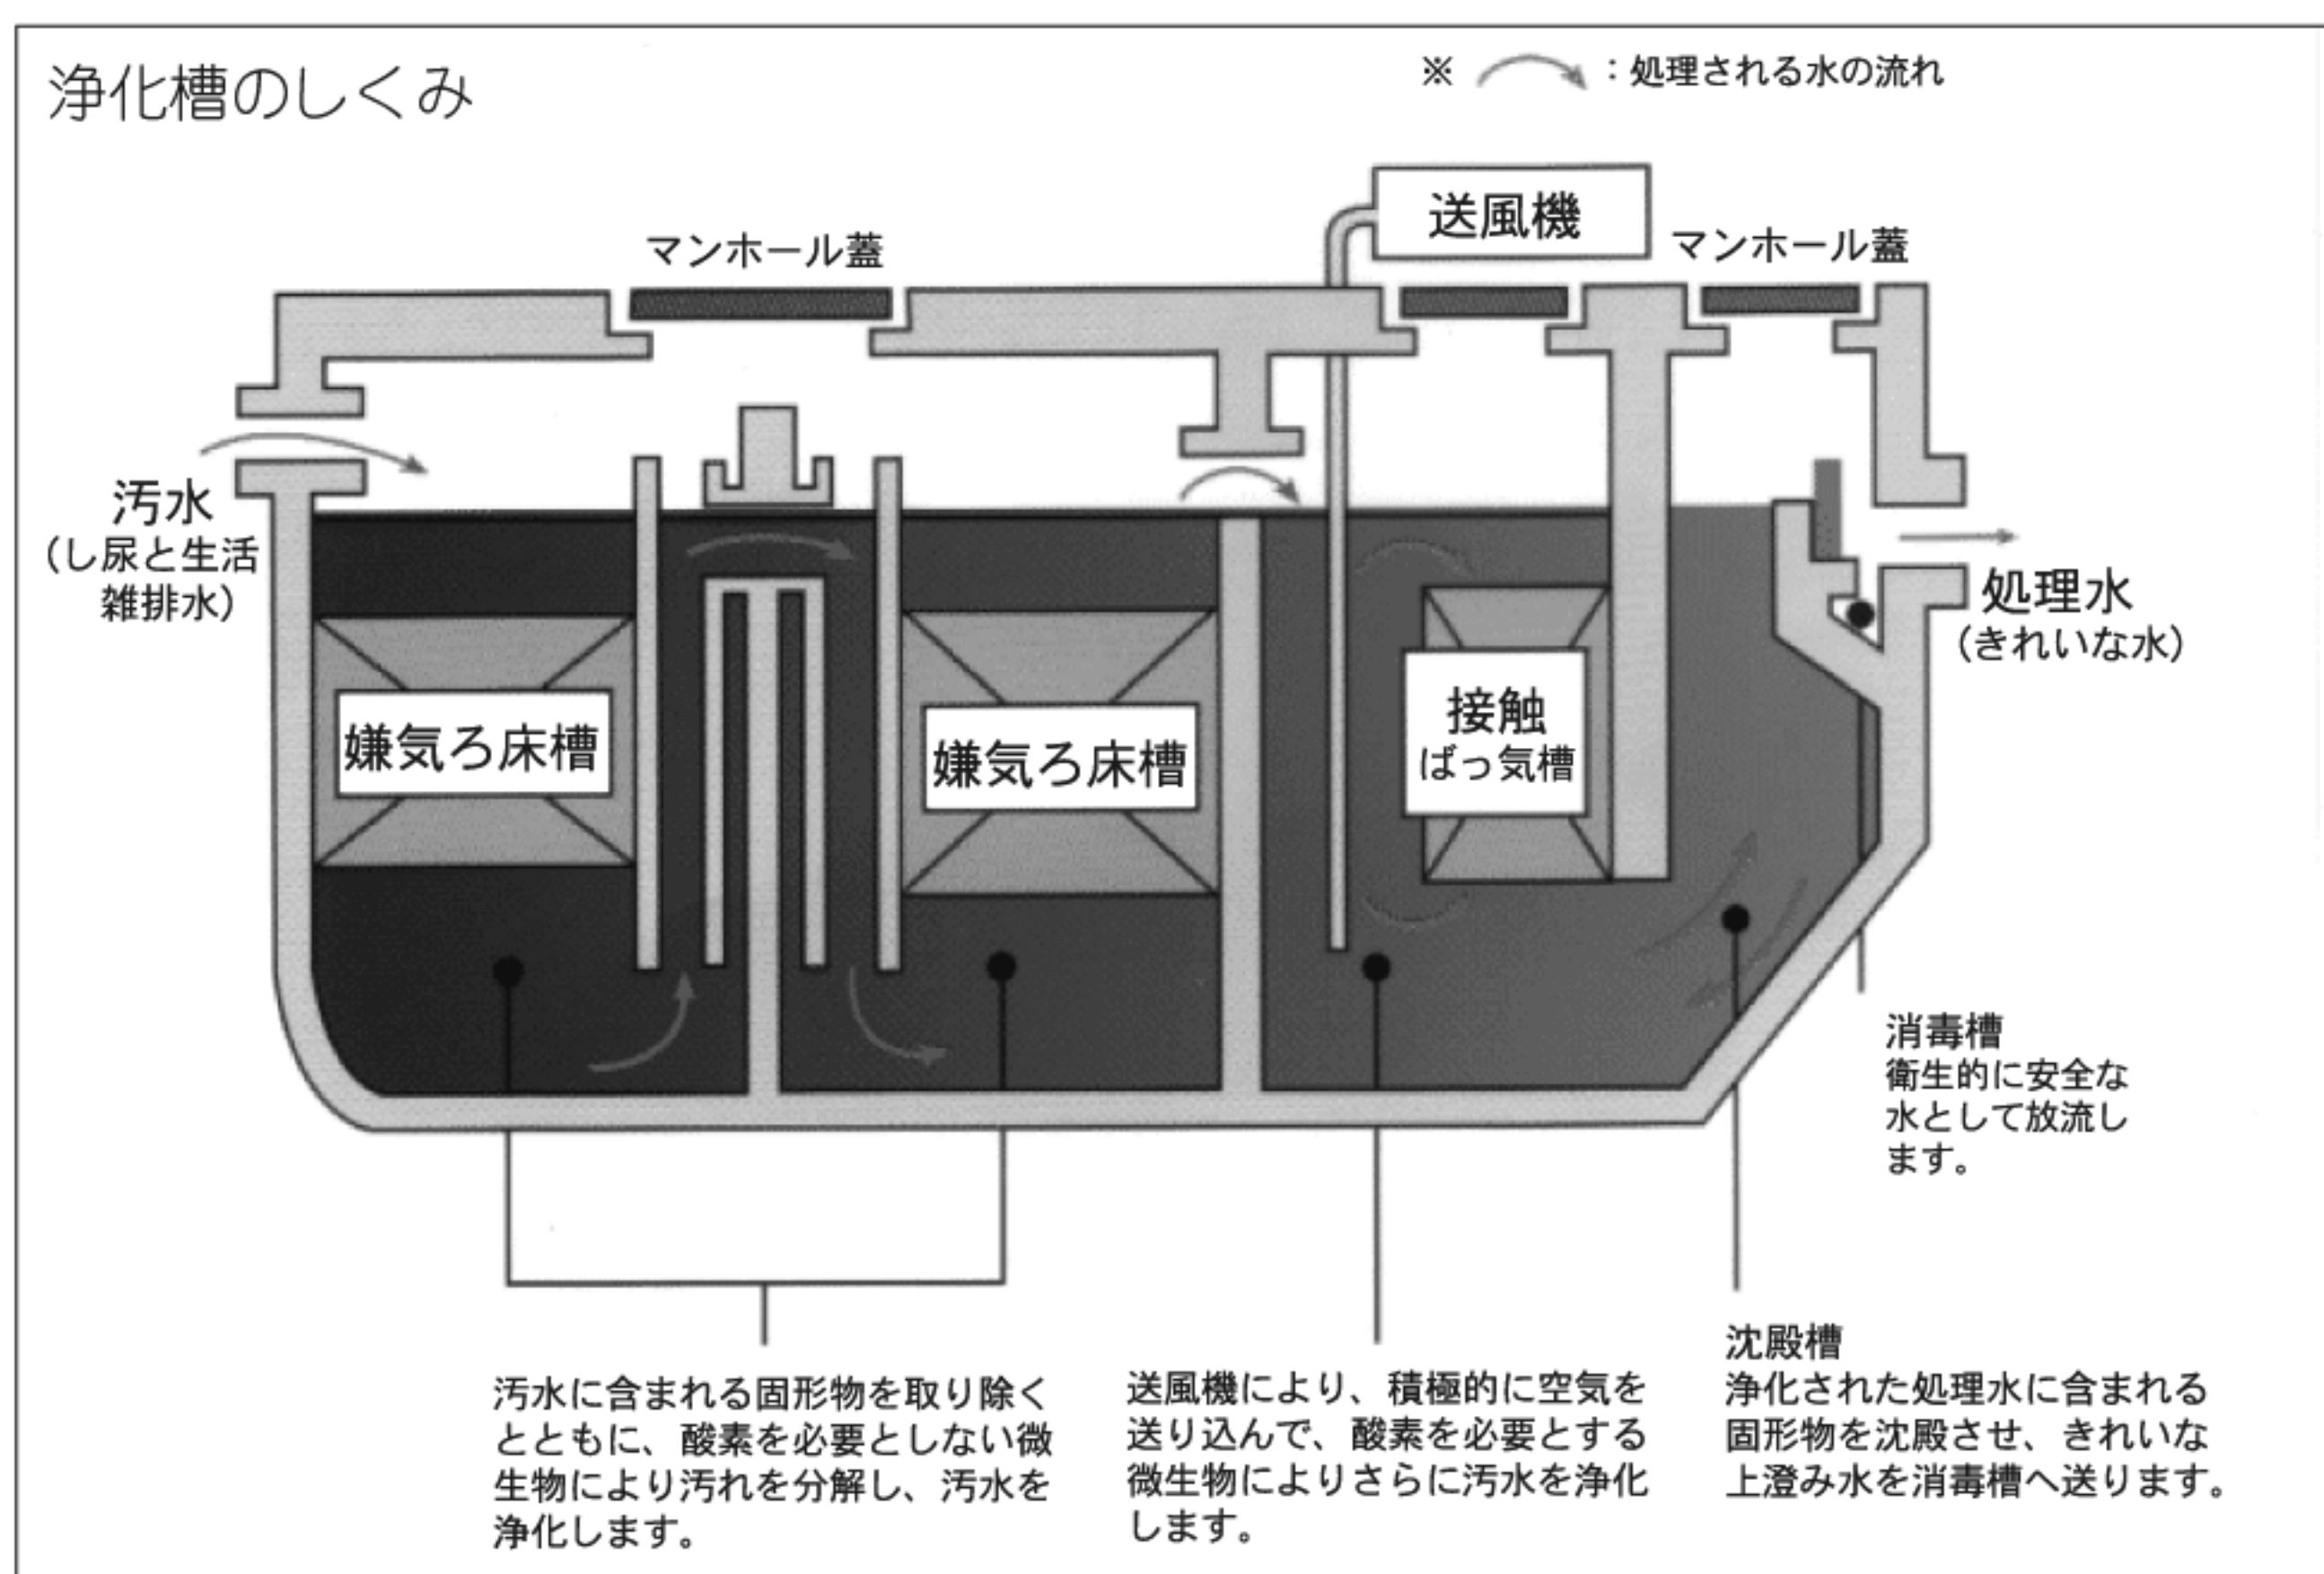 浄化槽のしくみ
※ ：処理される水の流れ
送風機
マンホール蓋
マンホール蓋
汚水
（し尿と生活
雑排水）
処理水
（きれいな水）
嫌気ろ床槽
嫌気ろ床槽
接触
ばっ気槽
消毒槽
衛生的に安全な
水として放流し
ます。
汚水に含まれる固形物を取り除く
とともに、酸素を必要としない微
生物により汚れを分解し、汚水を
浄化します。
送風機により、積極的に空気を
送り込んで、酸素を必要とする
微生物によりさらに汚水を浄化
します。
沈殿槽
浄化された処理水に含まれる
固形物を沈殿させ、きれいな
上澄み水を消毒槽へ送ります。